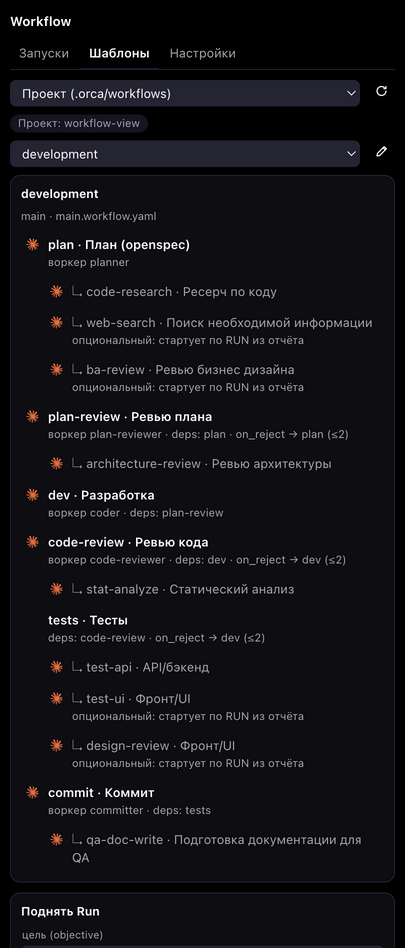 Workflow
Запуски Шаблоны Настройки
Проект (.orca/workflows)
Проект: workflow-view
development
development
main · main.workflow.yaml
plan · План (openspec)
воркер planner
code-research · Ресерч по коду
web-search · Поиск необходимой информации
опциональный: стартует по RUN из отчёта
ba-review · Ревью бизнес дизайна
опциональный: стартует по RUN из отчёта
plan-review · Ревью плана
воркер plan-reviewer · deps: plan · on_reject → plan (≤2)
architecture-review · Ревью архитектуры
dev · Разработка
воркер coder · deps: plan-review
code-review · Ревью кода
воркер code-reviewer · deps: dev · on_reject → dev (≤2)
stat-analyze · Статический анализ
tests · Тесты
deps: code-review · on_reject → dev (≤2)
test-api · API/бэкенд
test-ui · Фронт/UI
опциональный: стартует по RUN из отчёта
design-review · Фронт/UI
опциональный: стартует по RUN из отчёта
commit · Коммит
воркер committer · deps: tests
qa-doc-write · Подготовка документации для
QA
Поднять Run
цель (objective)